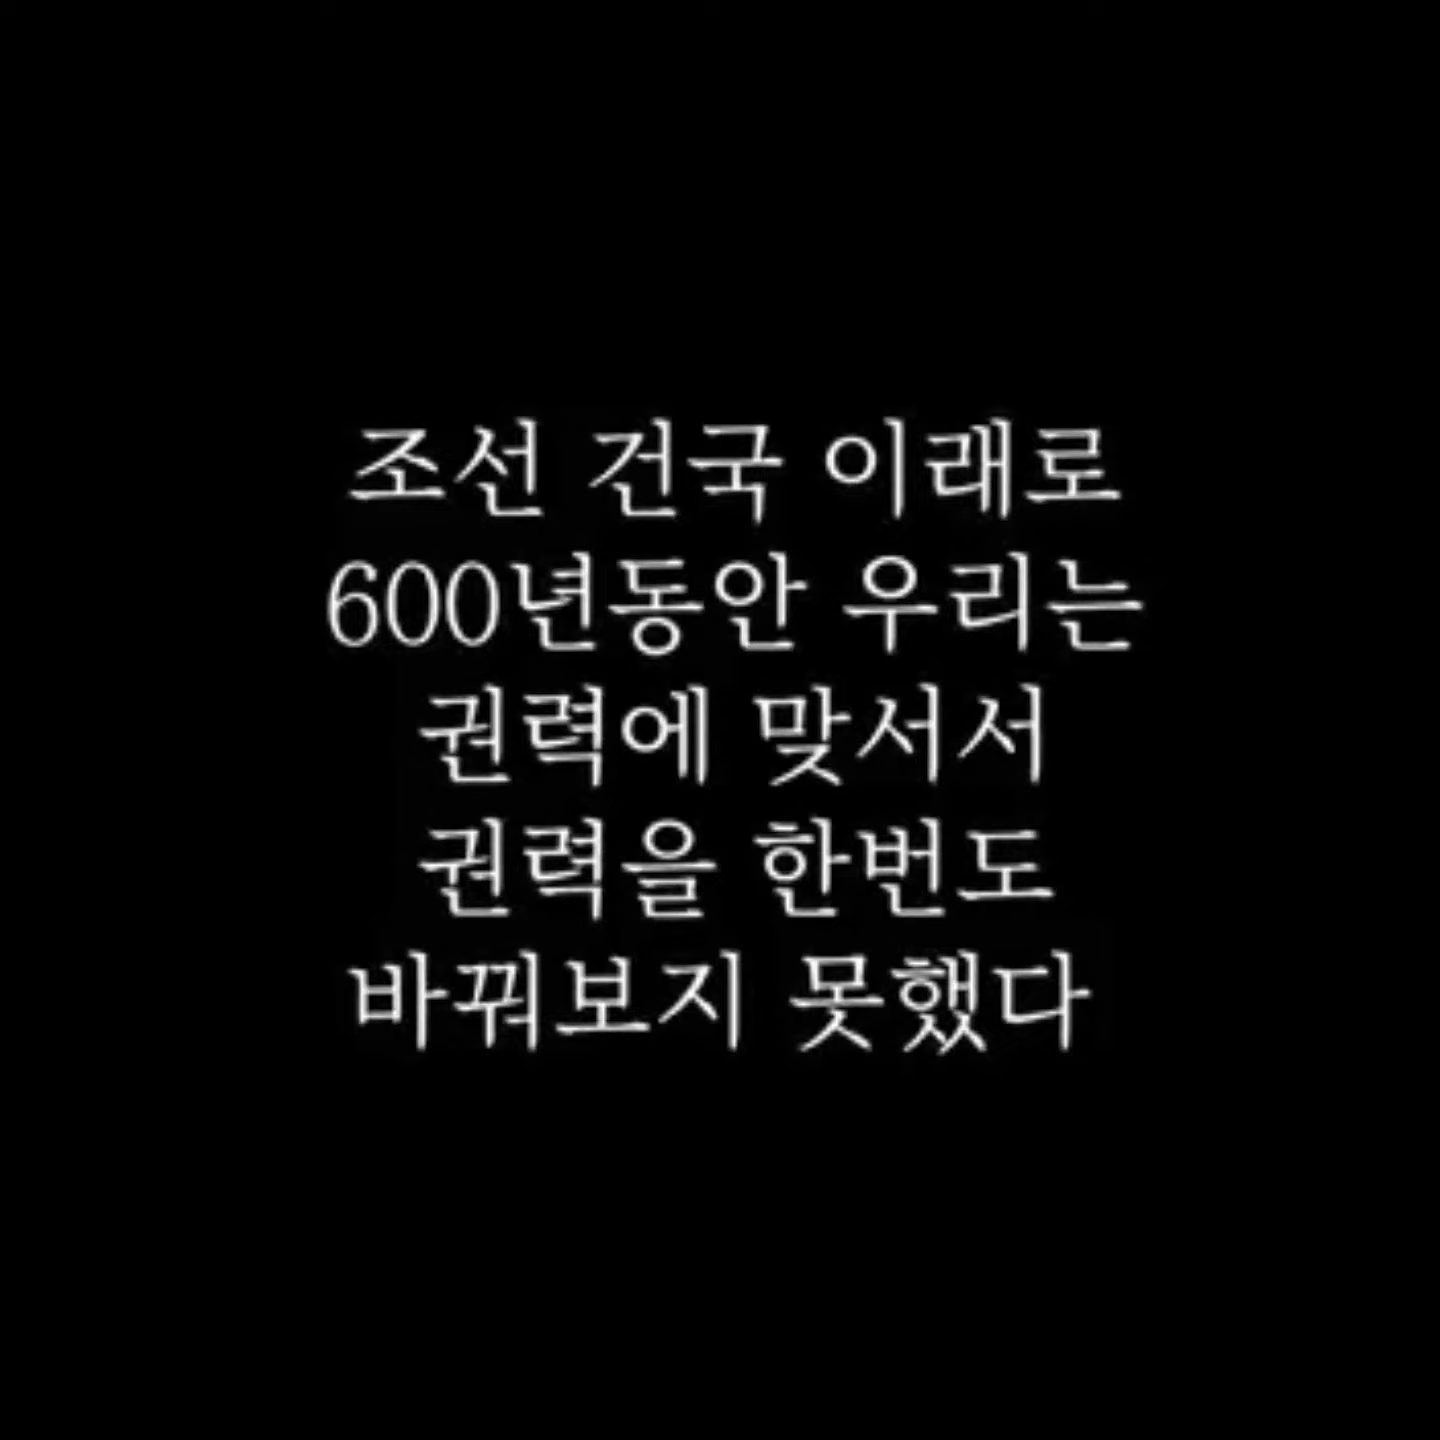 조선 건국 이래로
600년동안 우리는
권력에 맞서서
권력을 한번도
바꿔보지 못했다